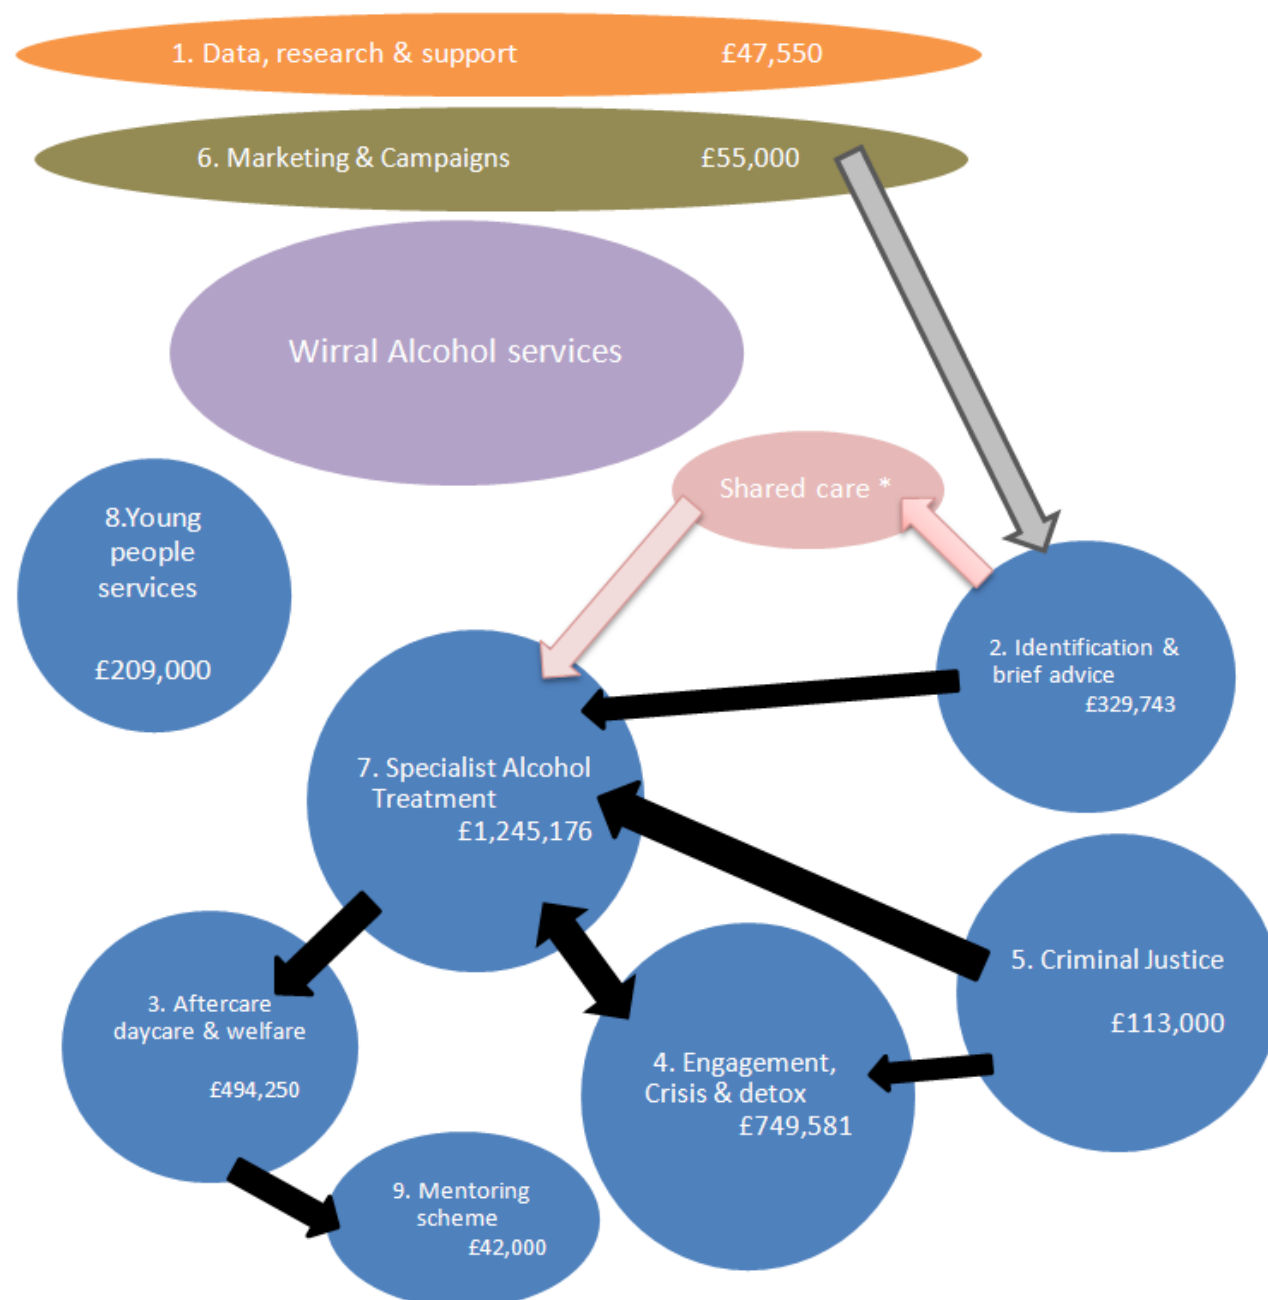 1. Data, research & support £47,550
6. Marketing & Campaigns £55,000
Wirral Alcohol services
Shared care *
8.Young
people
services
£209,000
2. Identification &
brief advice
£329,743
7. Specialist Alcohol
Treatment
£1,245,176
5. Criminal Justice
£113,000
3. Aftercare
daycare & welfare
£494,250
4. Engagement,
Crisis & detox
£749,581
9. Mentoring
scheme
£42,000